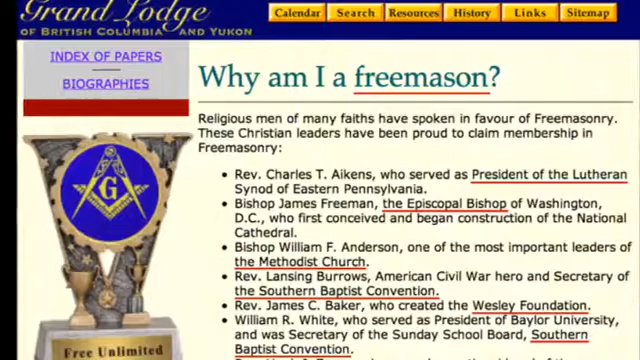 Grand Lodge
OF BRITISH COLUMBIA AND YUKON
Calendar
Search
Resources
History
Links
Sitemap
INDEX OF PAPERS
BIOGRAPHIES
Why am I a freemason?
Religious men of many faiths have spoken in favour of Freemasonry.
These Christian leaders have been proud to claim membership in
Freemasonry:
• Rev. Charles T. Aikens, who served as President of the Lutheran
Synod of Eastern Pennsylvania.
• Bishop James Freeman, the Episcopal Bishop of Washington,
D.C., who first conceived and began construction of the National
Cathedral.
• Bishop William F. Anderson, one of the most important leaders of
the Methodist Church.
• Rev. Lansing Burrows, American Civil War hero and Secretary of
the Southern Baptist Convention.
• Rev. James C. Baker, who created the Wesley Foundation.
• William R. White, who served as President of Baylor University,
and was Secretary of the Sunday School Board, Southern
Baptist Convention.
G
Free Unlimited